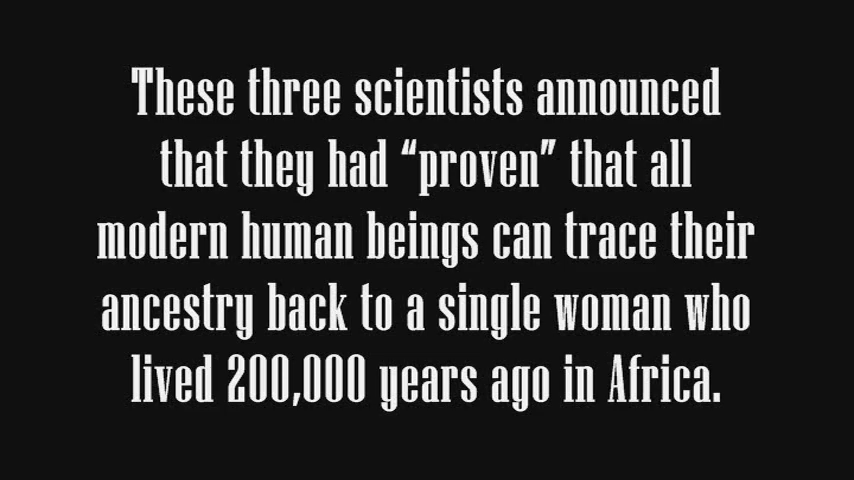 These three scientists announced
that they had “proven” that all
modern human beings can trace their
ancestry back to a single woman who
lived 200,000 years ago in Africa.